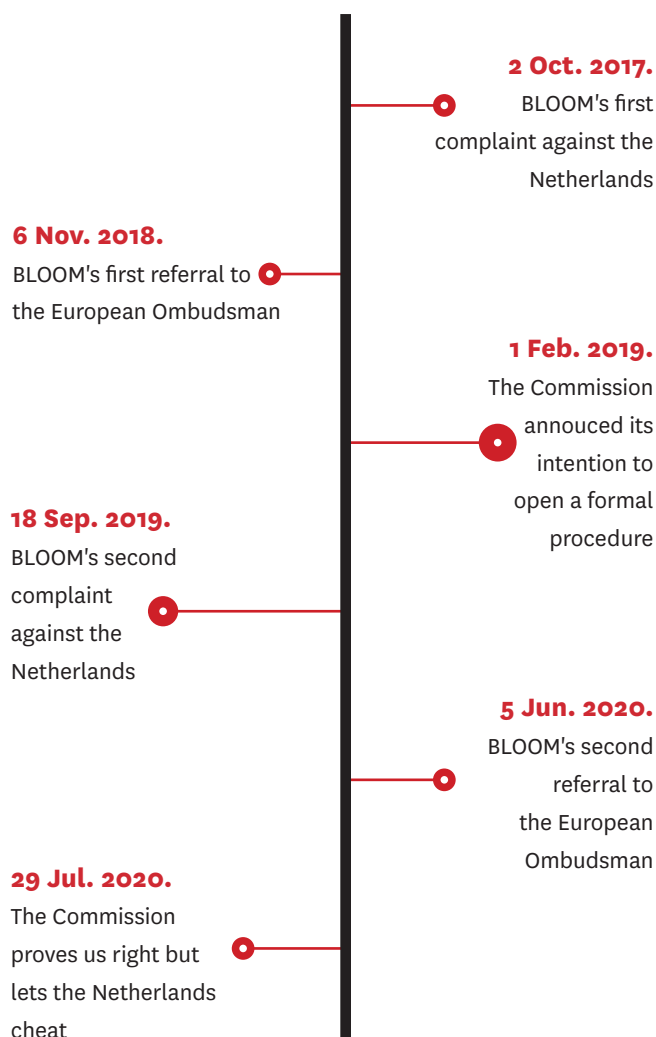 2 Oct. 2017.
BLOOM's first
complaint against the
Netherlands
6 Nov. 2018.
BLOOM's first referral to
the European Ombudsman
1 Feb. 2019.
The Commission
annouced its
intention to
open a formal
procedure
18 Sep. 2019.
BLOOM's second
complaint
against the
Netherlands
5 Jun. 2020.
BLOOM's second
referral to
the European
Ombudsman
29 Jul. 2020.
The Commission
proves us right but
lets the Netherlands
cheat